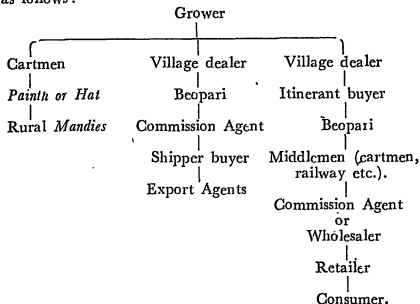 as follows:
Grower
Cartmen Village dealer Village dealer
Painth or Hat Beopari Itinerant buyer
Rural Mandies Commission Agent Beopari
Shipper buyer Middlemen (cartmen,
railway etc.).
Export Agents
Commission Agent
or
Wholesaler
Retailer
Consumer.